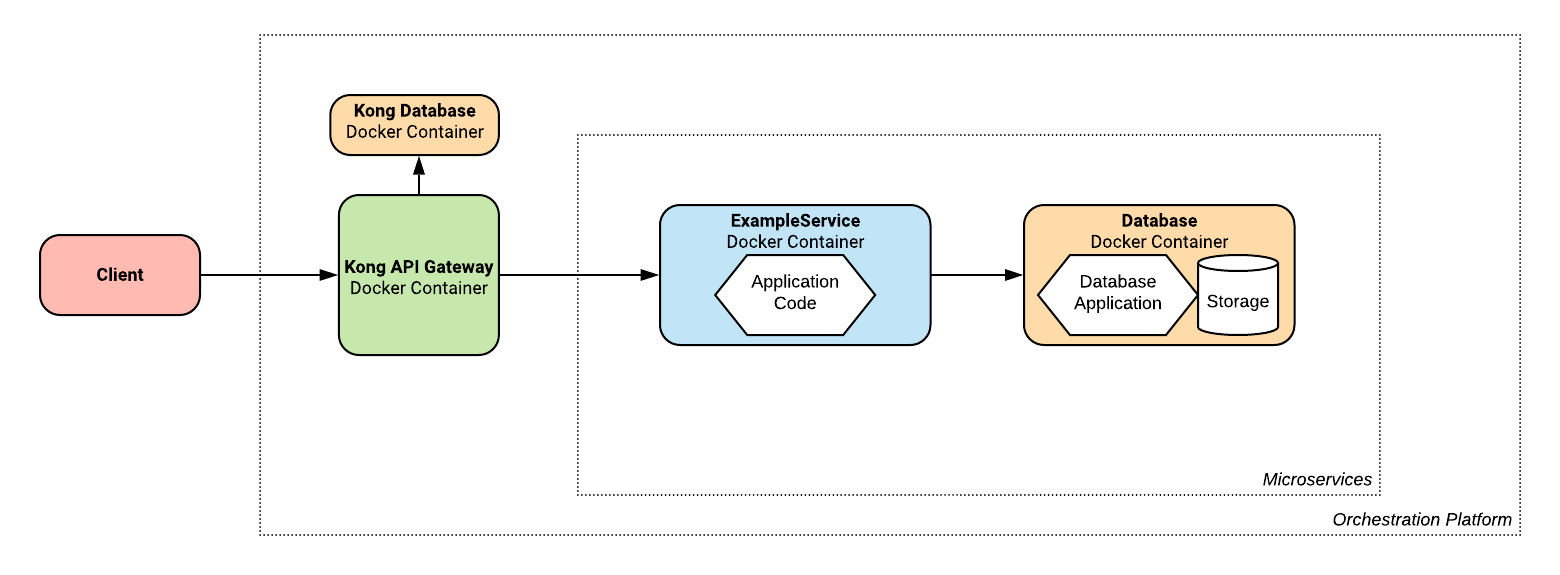 Kong Database
Docker Container
Client
Kong API Gateway
Docker Container
ExampleService
Docker Container
Application
Code
Database
Docker Container
Database
Application
Storage
Microservices
Orchestration Platform